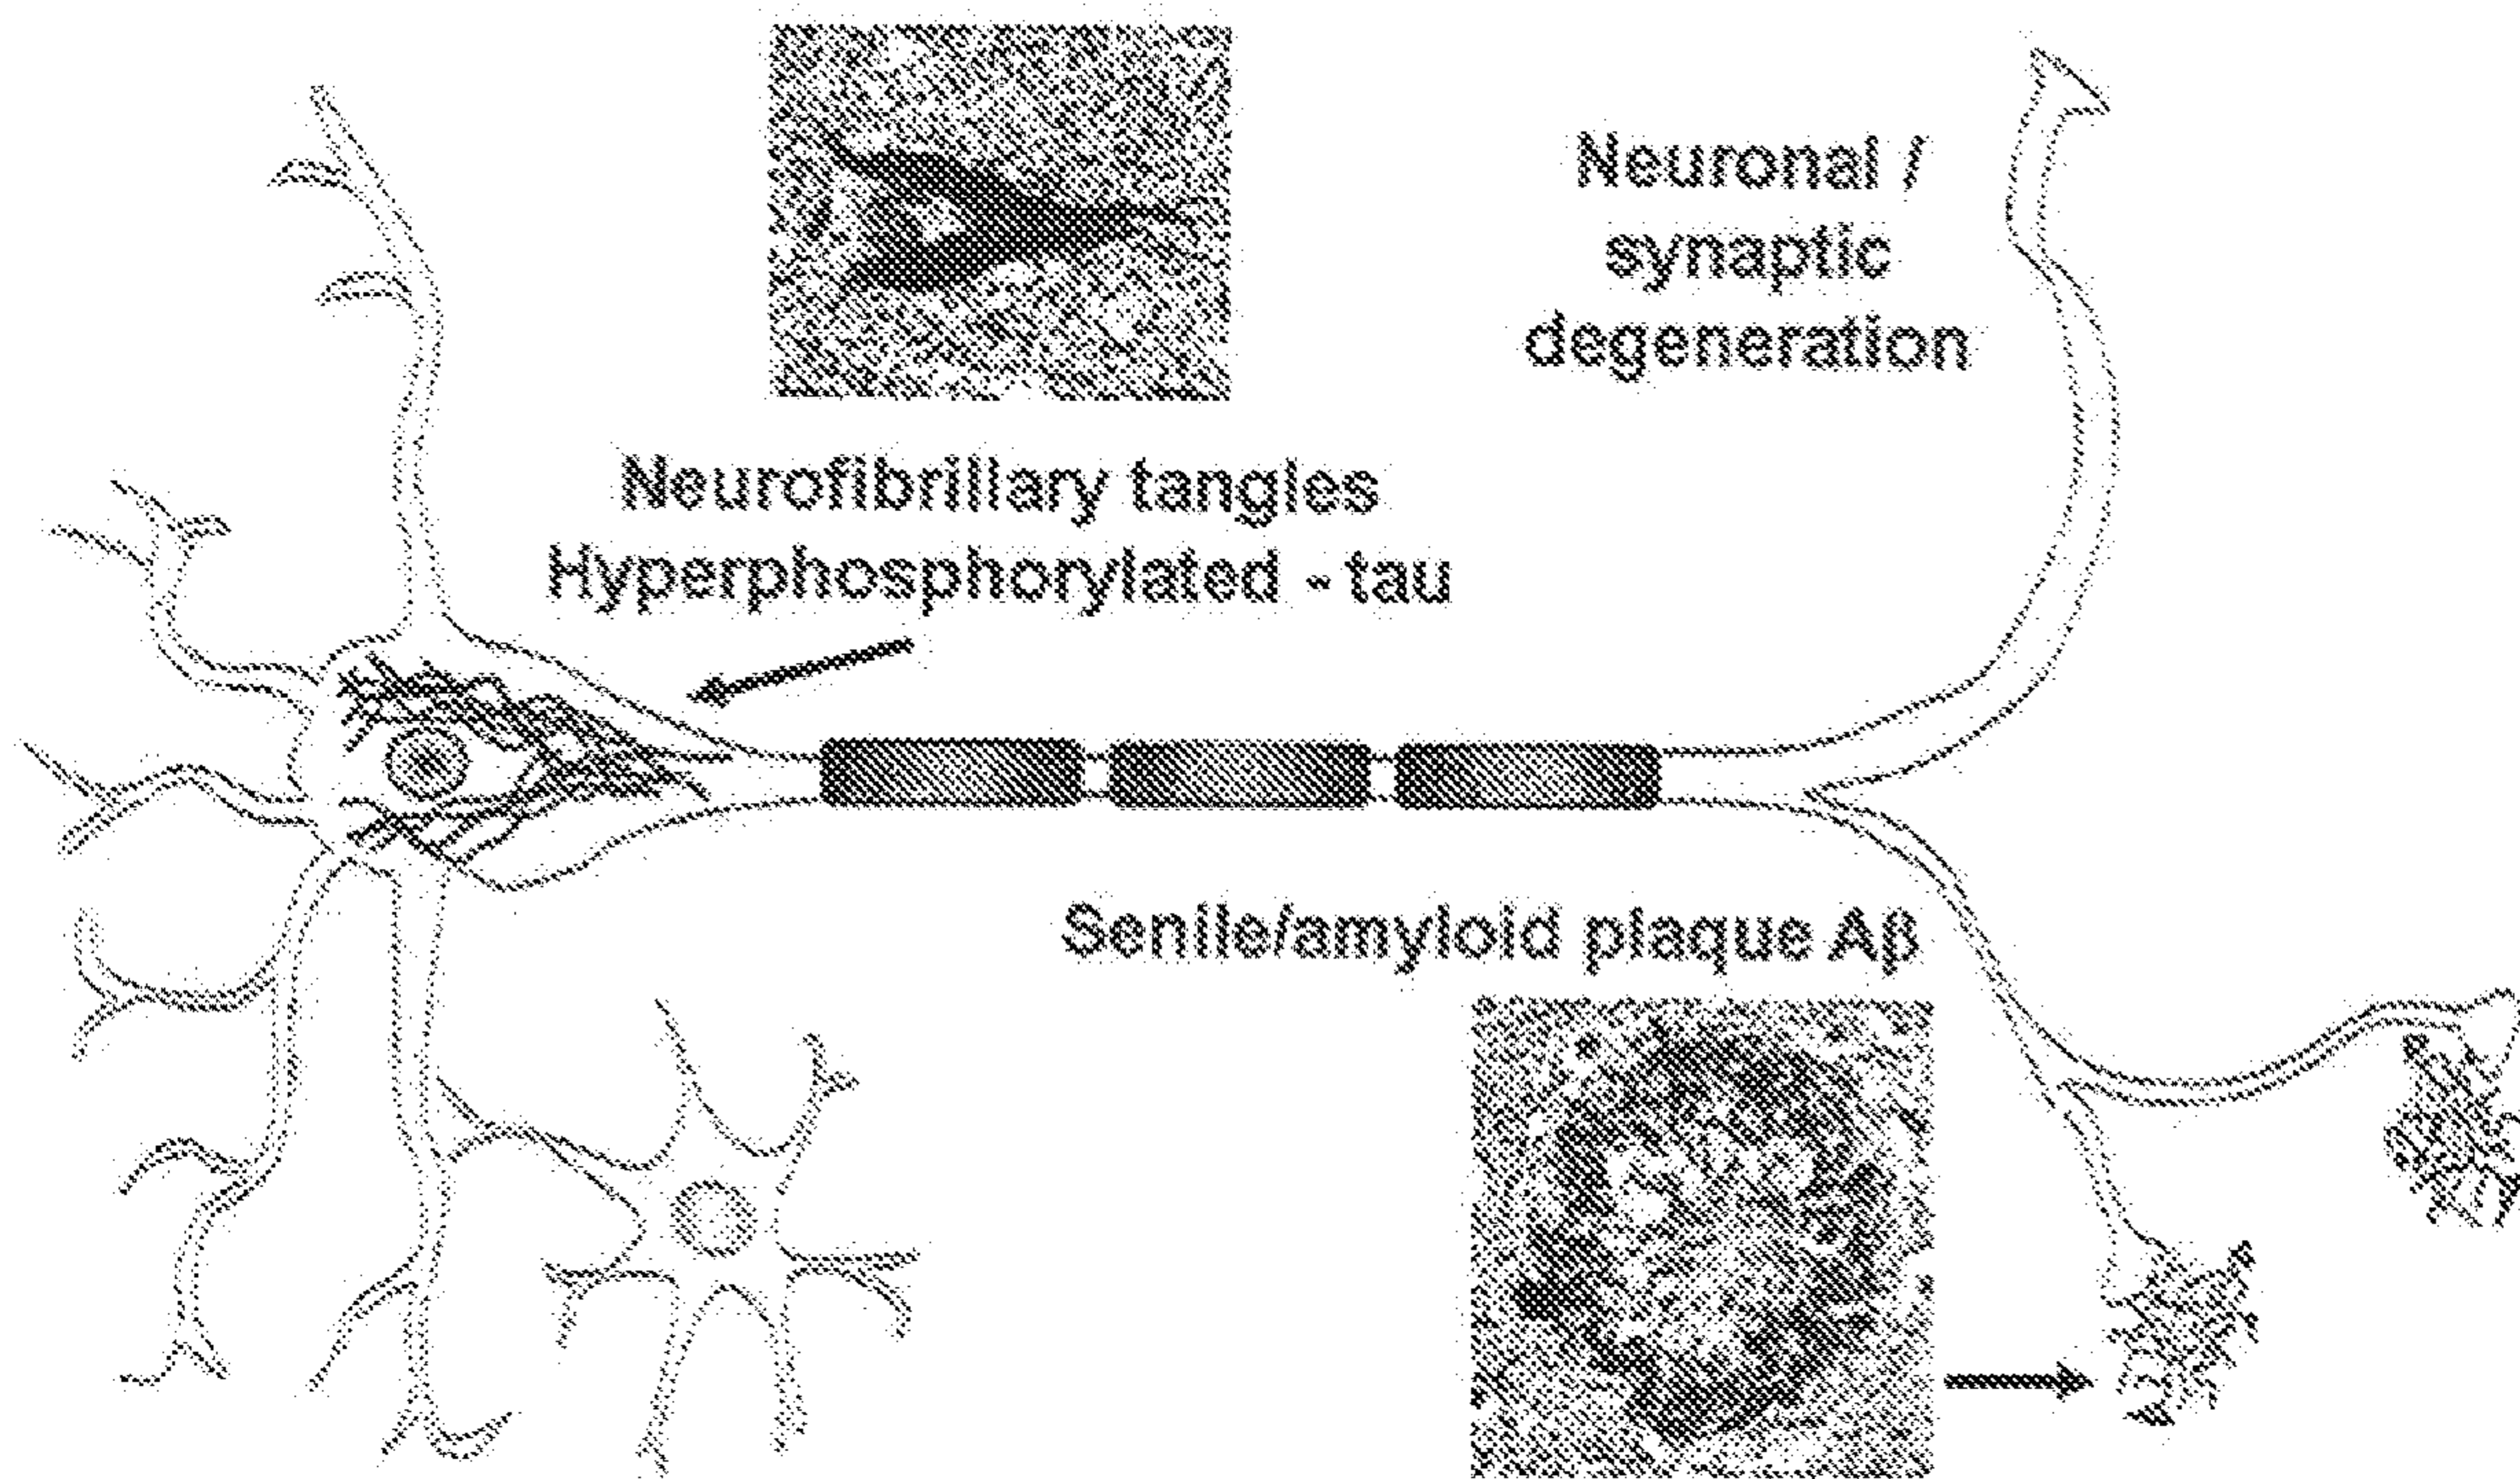 Neuronal /
synaptic
degeneration
Neurofibrillary tangles
Hyperphosphorylated - tau
Senile/amyloid plaque Aβ